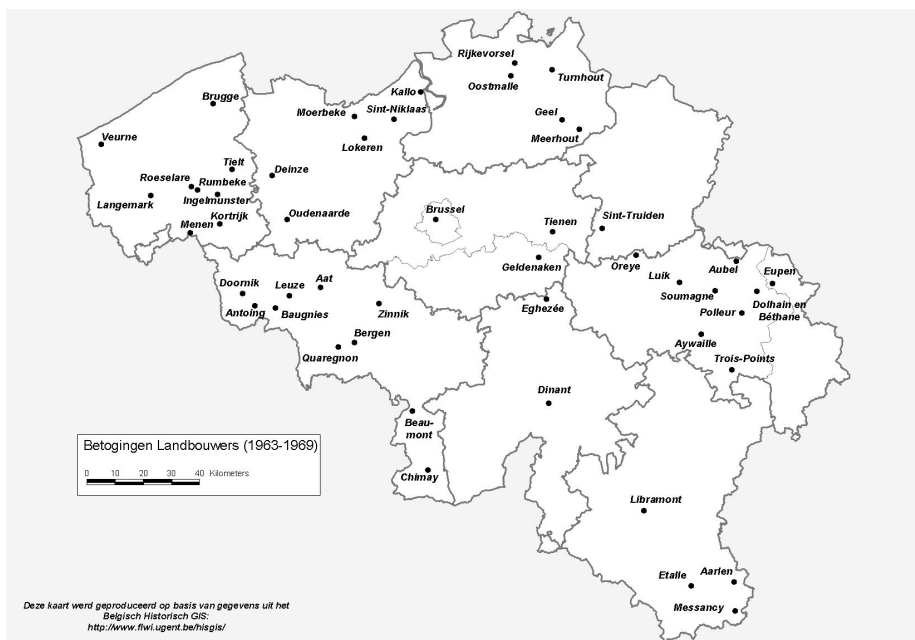 Rijkevorsel
Turnhout
Oostmalle
Kallo
Brugge
Sint-Niklaas
Moerbeke
Geel
Meerhout
Veurne
Lokeren
Tielt
Deinze
Roeselare
Rumbeke
Ingelmunster
Langemark
Kortrijk
Menen
Oudenaarde
Brussel
Tienen
Sint-Truiden
Geldenaken
Oreye
Luik
Aubel
Eupen
Soumagne
Dolhain en
Béthane
Polleur
Doornik
Leuze
Aat
Antoing
Baugnies
Zinnik
Eghezée
Bergen
Quaregnon
Aywaille
Trois-Points
Dinant
Beau-
mont
Betogingen Landbouwers (1963-1969)
0 10 20 30 40 Kilometers
Chimay
Libramont
Etalle
Aarlen
Messancy
Deze kaart werd geproduceerd op basis van gegevens uit het
Belgisch Historisch GIS:
http://www.flwi.ugent.be/hisgis/